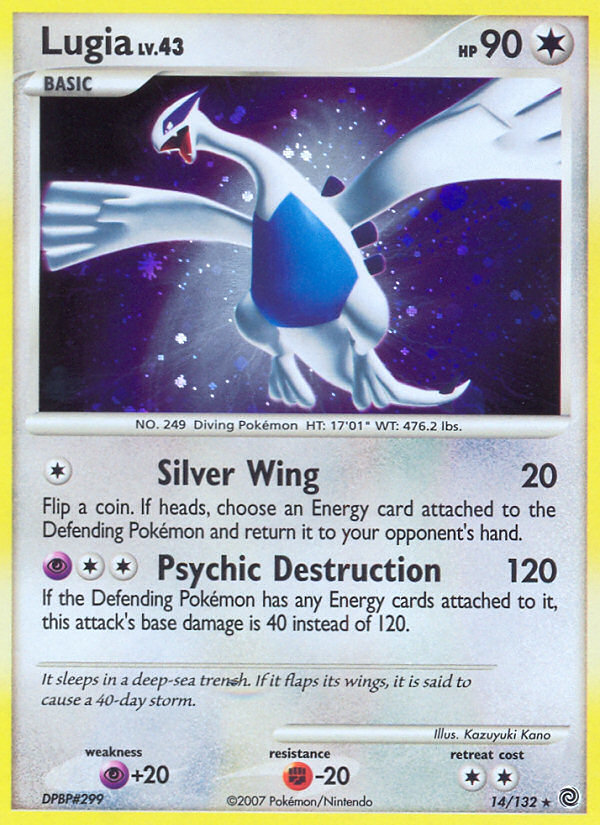 Lugia LV.43
HP 90
BASIC
NO. 249 Diving Pokémon HT: 17'01" WT: 476.2 lbs.
Silver Wing 20
Flip a coin. If heads, choose an Energy card attached to the
Defending Pokémon and return it to your opponent's hand.
Psychic Destruction 120
If the Defending Pokémon has any Energy cards attached to it,
this attack's base damage is 40 instead of 120.
It sleeps in a deep-sea trench. If it flaps its wings, it is said to
cause a 40-day storm.
Illus. Kazuyuki Kano
weakness resistance retreat cost
+20 -20
DPBP#299 ©2007 Pokémon/Nintendo 14/132 ★